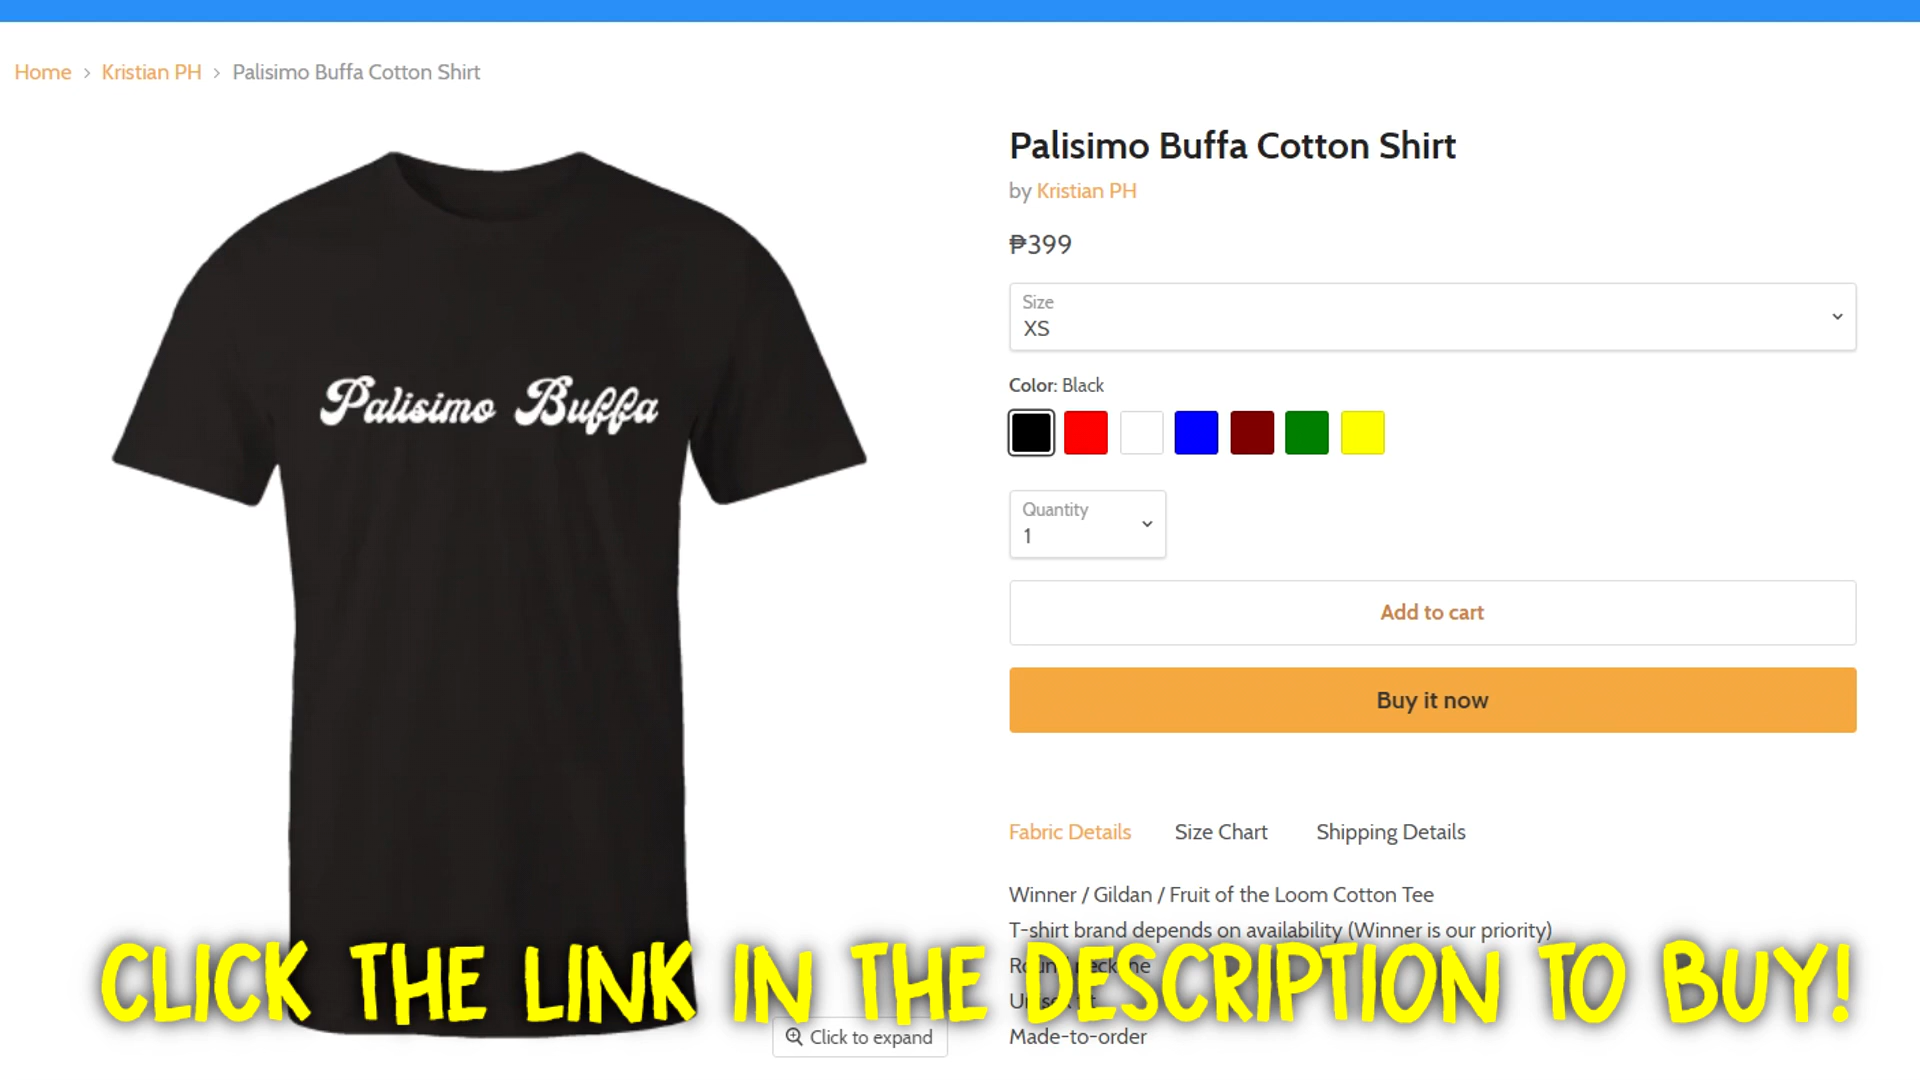 Home > Kristian PH > Palisimo Buffa Cotton Shirt
Palisimo Buffa
Palisimo Buffa Cotton Shirt
by Kristian PH
₱399
Size
XS
Color: Black
Quantity
1
Add to cart
Buy it now
Fabric Details Size Chart Shipping Details
Winner / Gildan / Fruit of the Loom Cotton Tee
T-shirt brand depends on availability (Winner is our priority)
Made-to-order
CLICK THE LINK IN THE DESCRIPTION TO BUY!
Click to expand